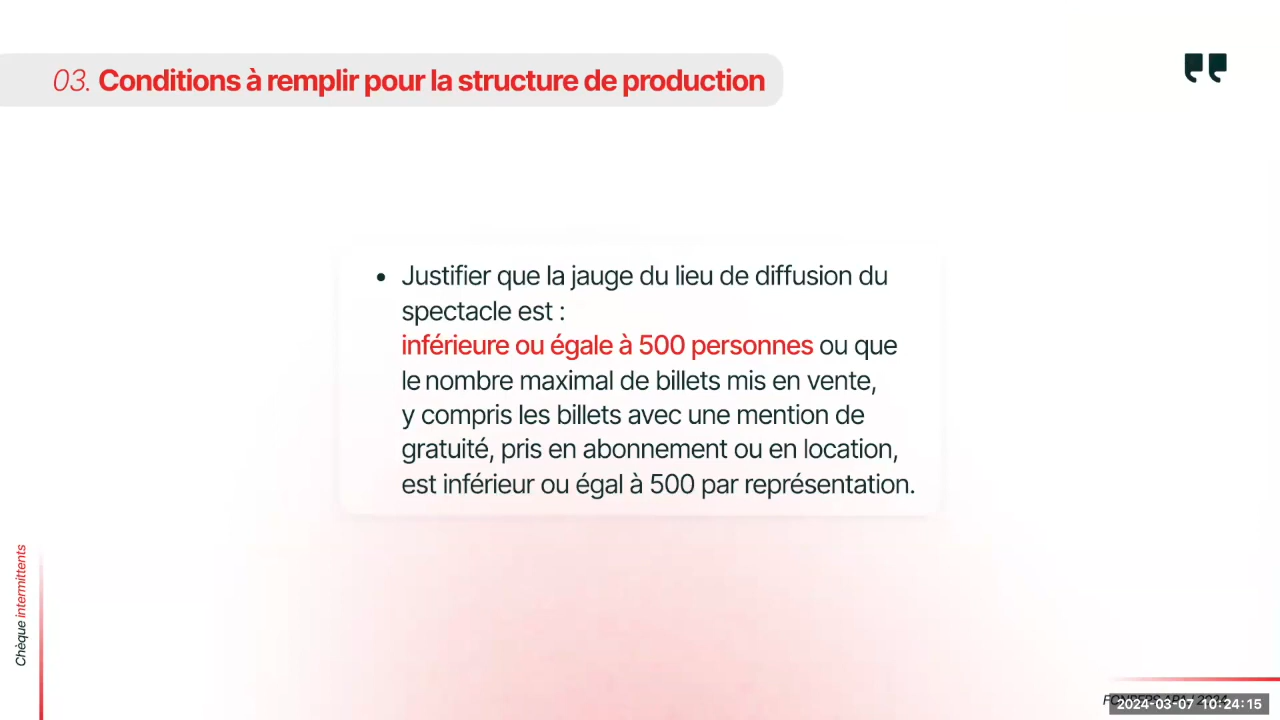 03. Conditions à remplir pour la structure de production
• Justifier que la jauge du lieu de diffusion du
spectacle est :
inférieure ou égale à 500 personnes ou que
le nombre maximal de billets mis en vente,
y compris les billets avec une mention de
gratuité, pris en abonnement ou en location,
est inférieur ou égal à 500 par représentation.
Chèque intermittents
2024-03-07 10:24:15